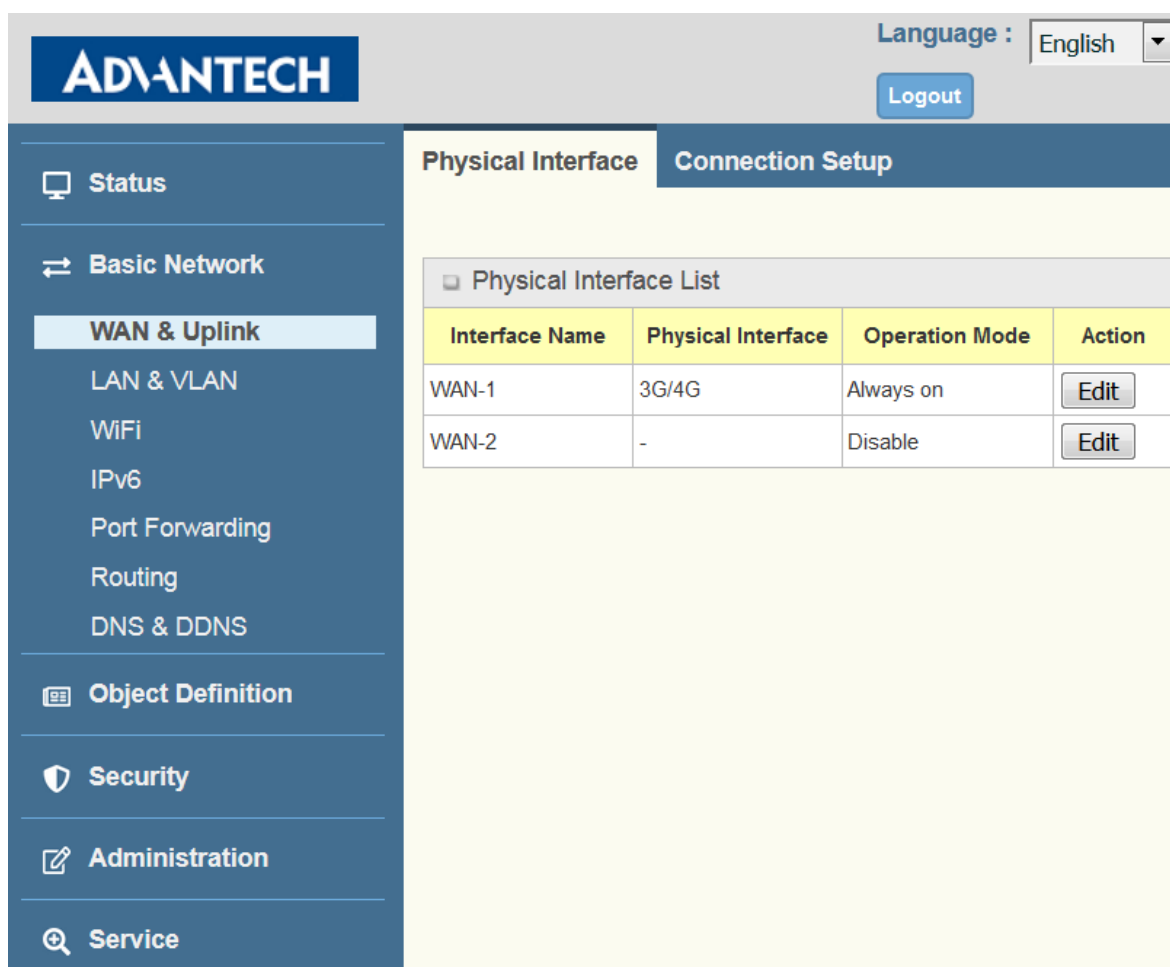 ADVANTECH
Language :
English
Logout
Status
Basic Network
WAN & Uplink
LAN & VLAN
WiFi
IPv6
Port Forwarding
Routing
DNS & DDNS
Object Definition
Security
Administration
Service
Physical Interface Connection Setup
Physical Interface List
Interface Name Physical Interface Operation Mode Action
WAN-1 3G/4G Always on Edit
WAN-2 - Disable Edit